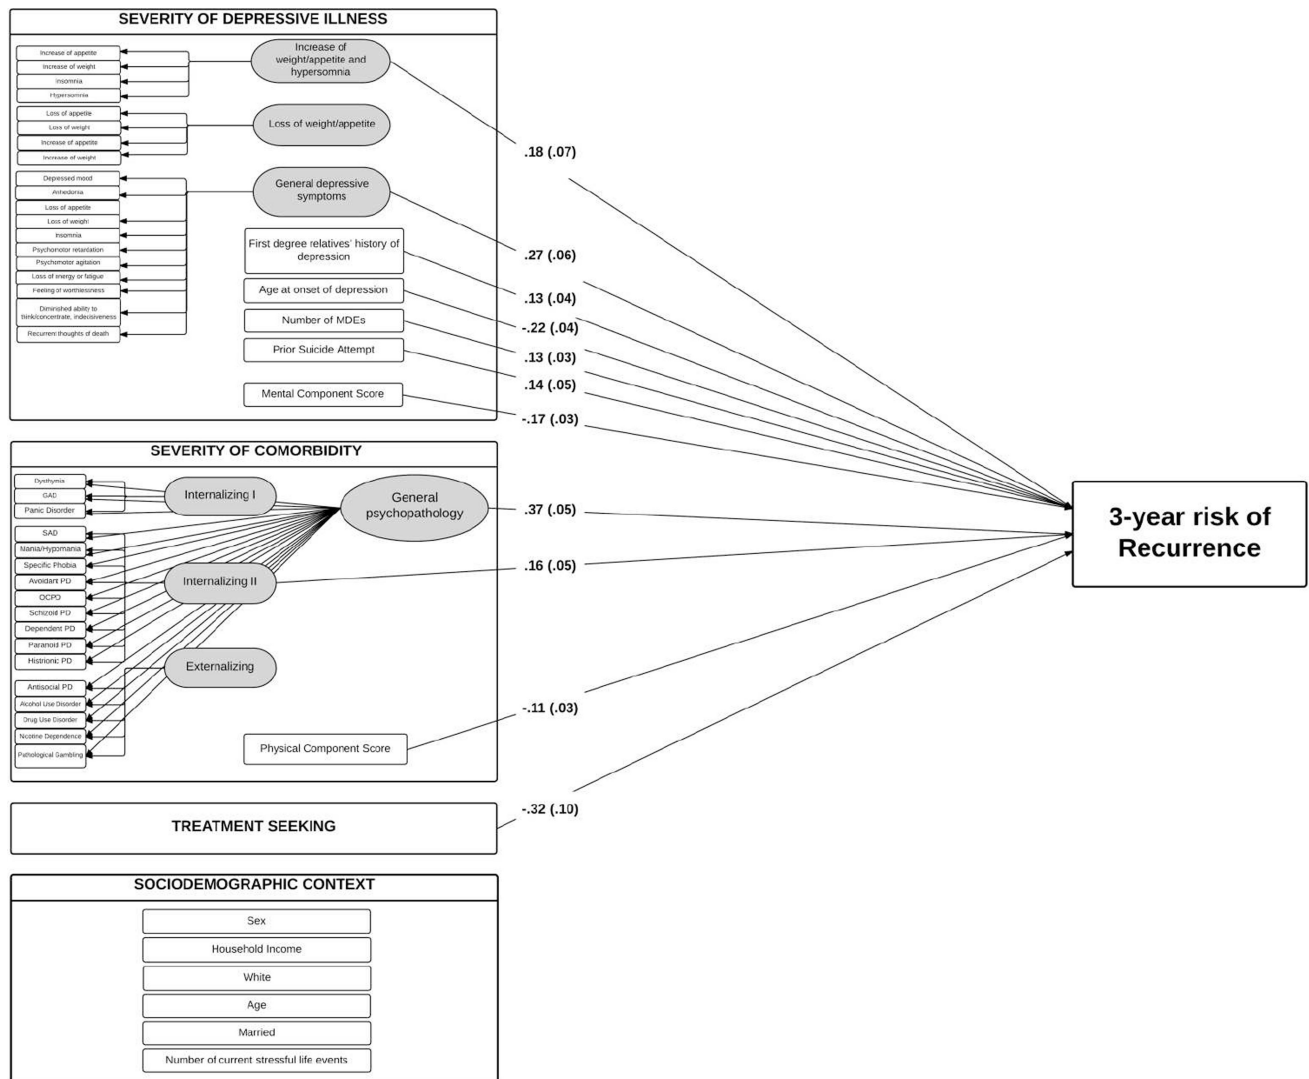 SEVERITY OF DEPRESSIVE ILLNESS
Increase of appetite
Increase of weight
Insomnia
Hypersomnia
Increase of
weight/appetite and
hypersomnia
Loss of appetite
Loss of weight
Increase of appetite
Increase of weight
Loss of weight/appetite
Depressed mood
Anhedonia
Loss of appetite
Loss of weight
Insomnia
Psychomotor retardation
Psychomotor agitation
Loss of energy or fatigue
Feeling of worthlessness
Diminished ability to
think/concentrate, indecisiveness
Recurrent thoughts of death
General depressive
symptoms
First degree relatives' history of
depression
Age at onset of depression
Number of MDEs
Prior Suicide Attempt
Mental Component Score
.18 (.07)
.27 (.06)
.13 (.04)
-.22 (.04)
.13 (.03)
.14 (.05)
-.17 (.03)
SEVERITY OF COMORBIDITY
Dysthymia
GAD
Panic Disorder
SAD
Mania/Hypomania
Specific Phobia
Avoidant PD
OCPD
Schizoid PD
Dependent PD
Paranoid PD
Histrionic PD
Antisocial PD
Alcohol Use Disorder
Drug Use Disorder
Nicotine Dependence
Pathological Gambling
Internalizing I
Internalizing II
Externalizing
General
psychopathology
Physical Component Score
.37 (.05)
.16 (.05)
-.11 (.03)
3-year risk of
Recurrence
TREATMENT SEEKING
-.32 (.10)
SOCIODEMOGRAPHIC CONTEXT
Sex
Household Income
White
Age
Married
Number of current stressful life events